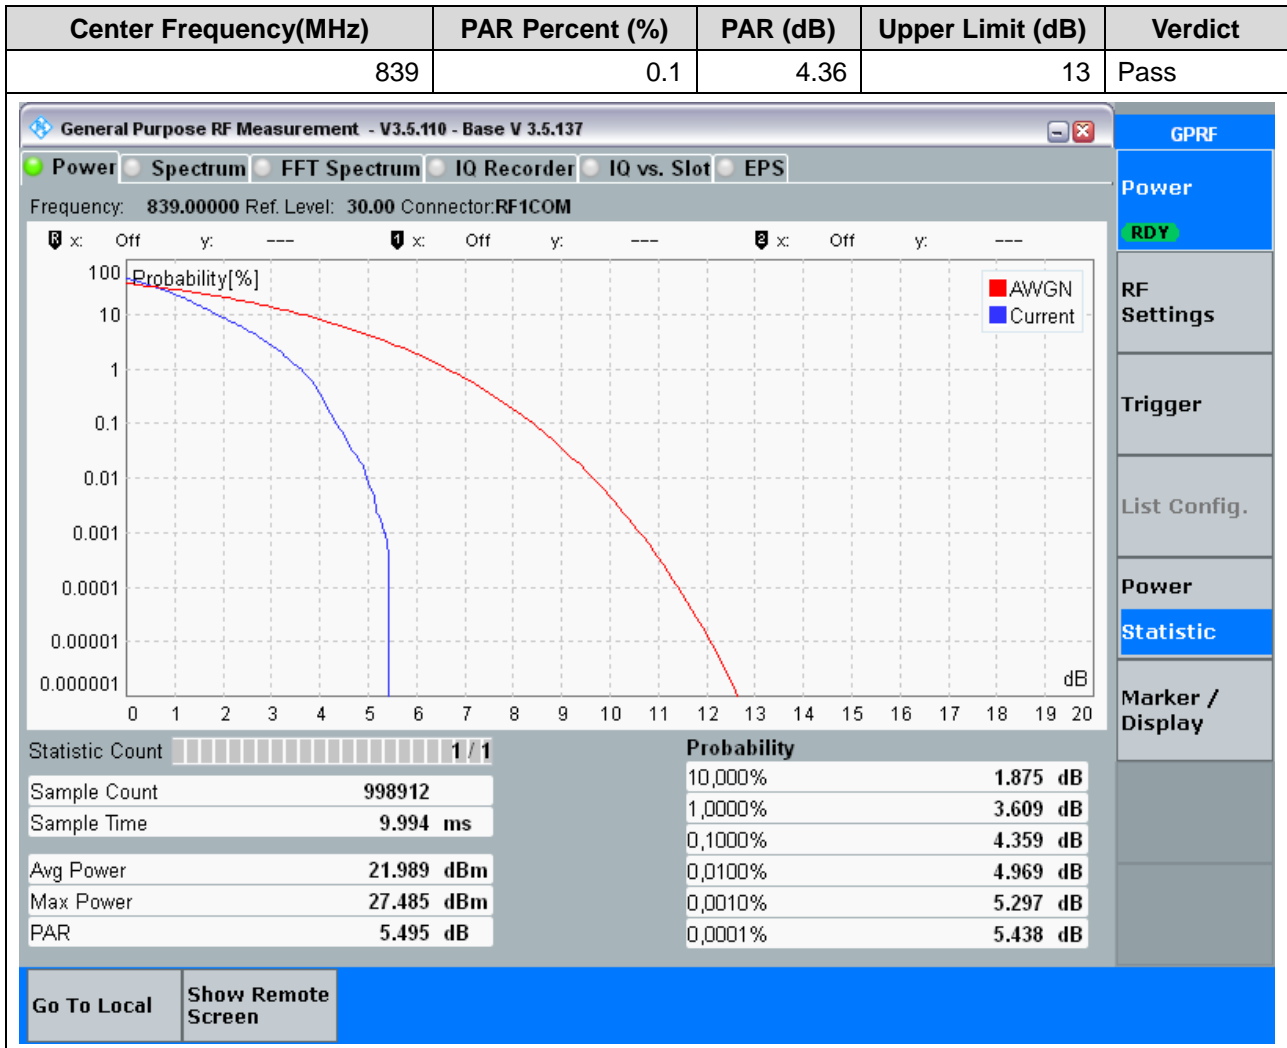 Center Frequency(MHz) PAR Percent (%) PAR (dB) Upper Limit (dB) Verdict
839 0.1 4.36 13 Pass
General Purpose RF Measurement - V3.5.110 - Base V 3.5.137
GPRF
Power Spectrum FFT Spectrum IQ Recorder IQ vs. Slot EPS
Power
RDY
Frequency: 839.00000 Ref. Level: 30.00 Connector:RF1COM
R x: Off y: --- 1 x: Off y: --- 2 x: Off y: ---
Probability[%]
AWGN
Current
100
10
1
0.1
0.01
0.001
0.0001
0.00001
0.000001
dB
0 1 2 3 4 5 6 7 8 9 10 11 12 13 14 15 16 17 18 19 20
RF
Settings
Trigger
List Config.
Power
Statistic
Marker /
Display
Statistic Count 1 / 1
Sample Count 998912
Sample Time 9.994 ms
Avg Power 21.989 dBm
Max Power 27.485 dBm
PAR 5.495 dB
Probability
10,000% 1.875 dB
1,0000% 3.609 dB
0,1000% 4.359 dB
0,0100% 4.969 dB
0,0010% 5.297 dB
0,0001% 5.438 dB
Go To Local
Show Remote
Screen